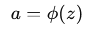 a = ϕ(z)